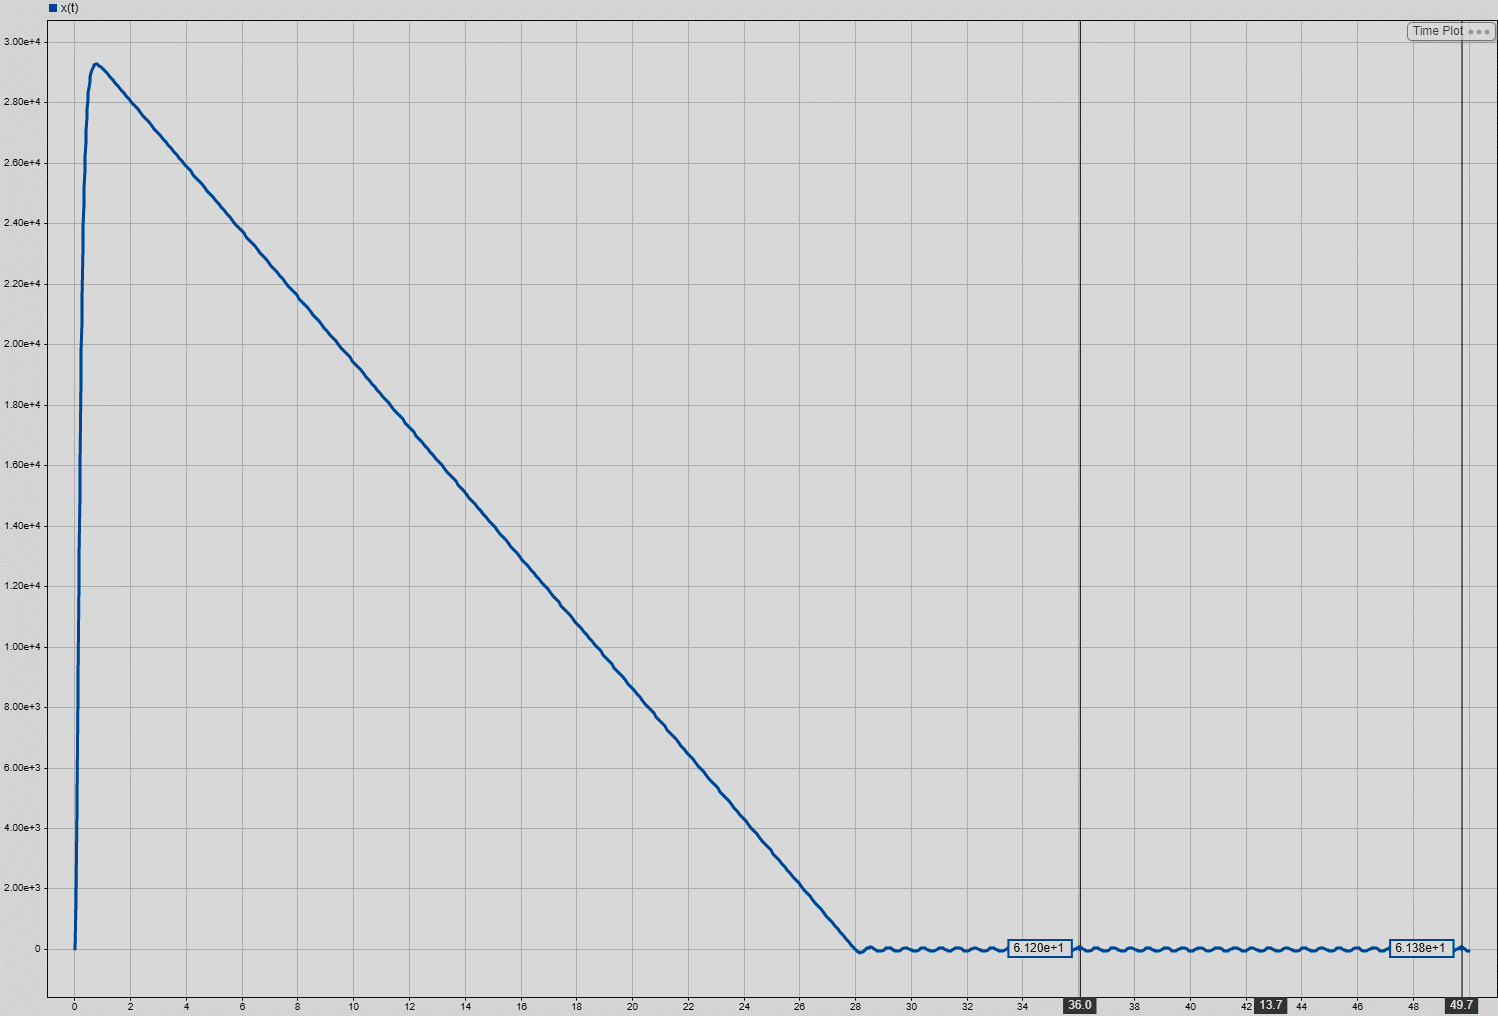 x(t)
Time Plot
3.00e+4
2.80e+4
2.60e+4
2.40e+4
2.20e+4
2.00e+4
1.80e+4
1.60e+4
1.40e+4
1.20e+4
1.00e+4
8.00e+3
6.00e+3
4.00e+3
2.00e+3
0
6.120e+1 6.138e+1
0 2 4 6 8 10 12 14 16 18 20 22 24 26 28 30 32 34 36.0 38 40 42 13.7 44 46 48 49.7